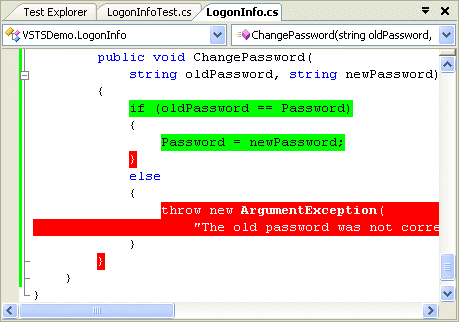 Test Explorer LogonInfoTest.cs LogonInfo.cs
VSTSDemo.LogonInfo ChangePassword(string oldPassword,
public void ChangePassword(
string oldPassword, string newPassword)
{
if (oldPassword == Password)
{
Password = newPassword;
}
else
{
throw new ArgumentException(
"The old password was not corre
}
}
}
}